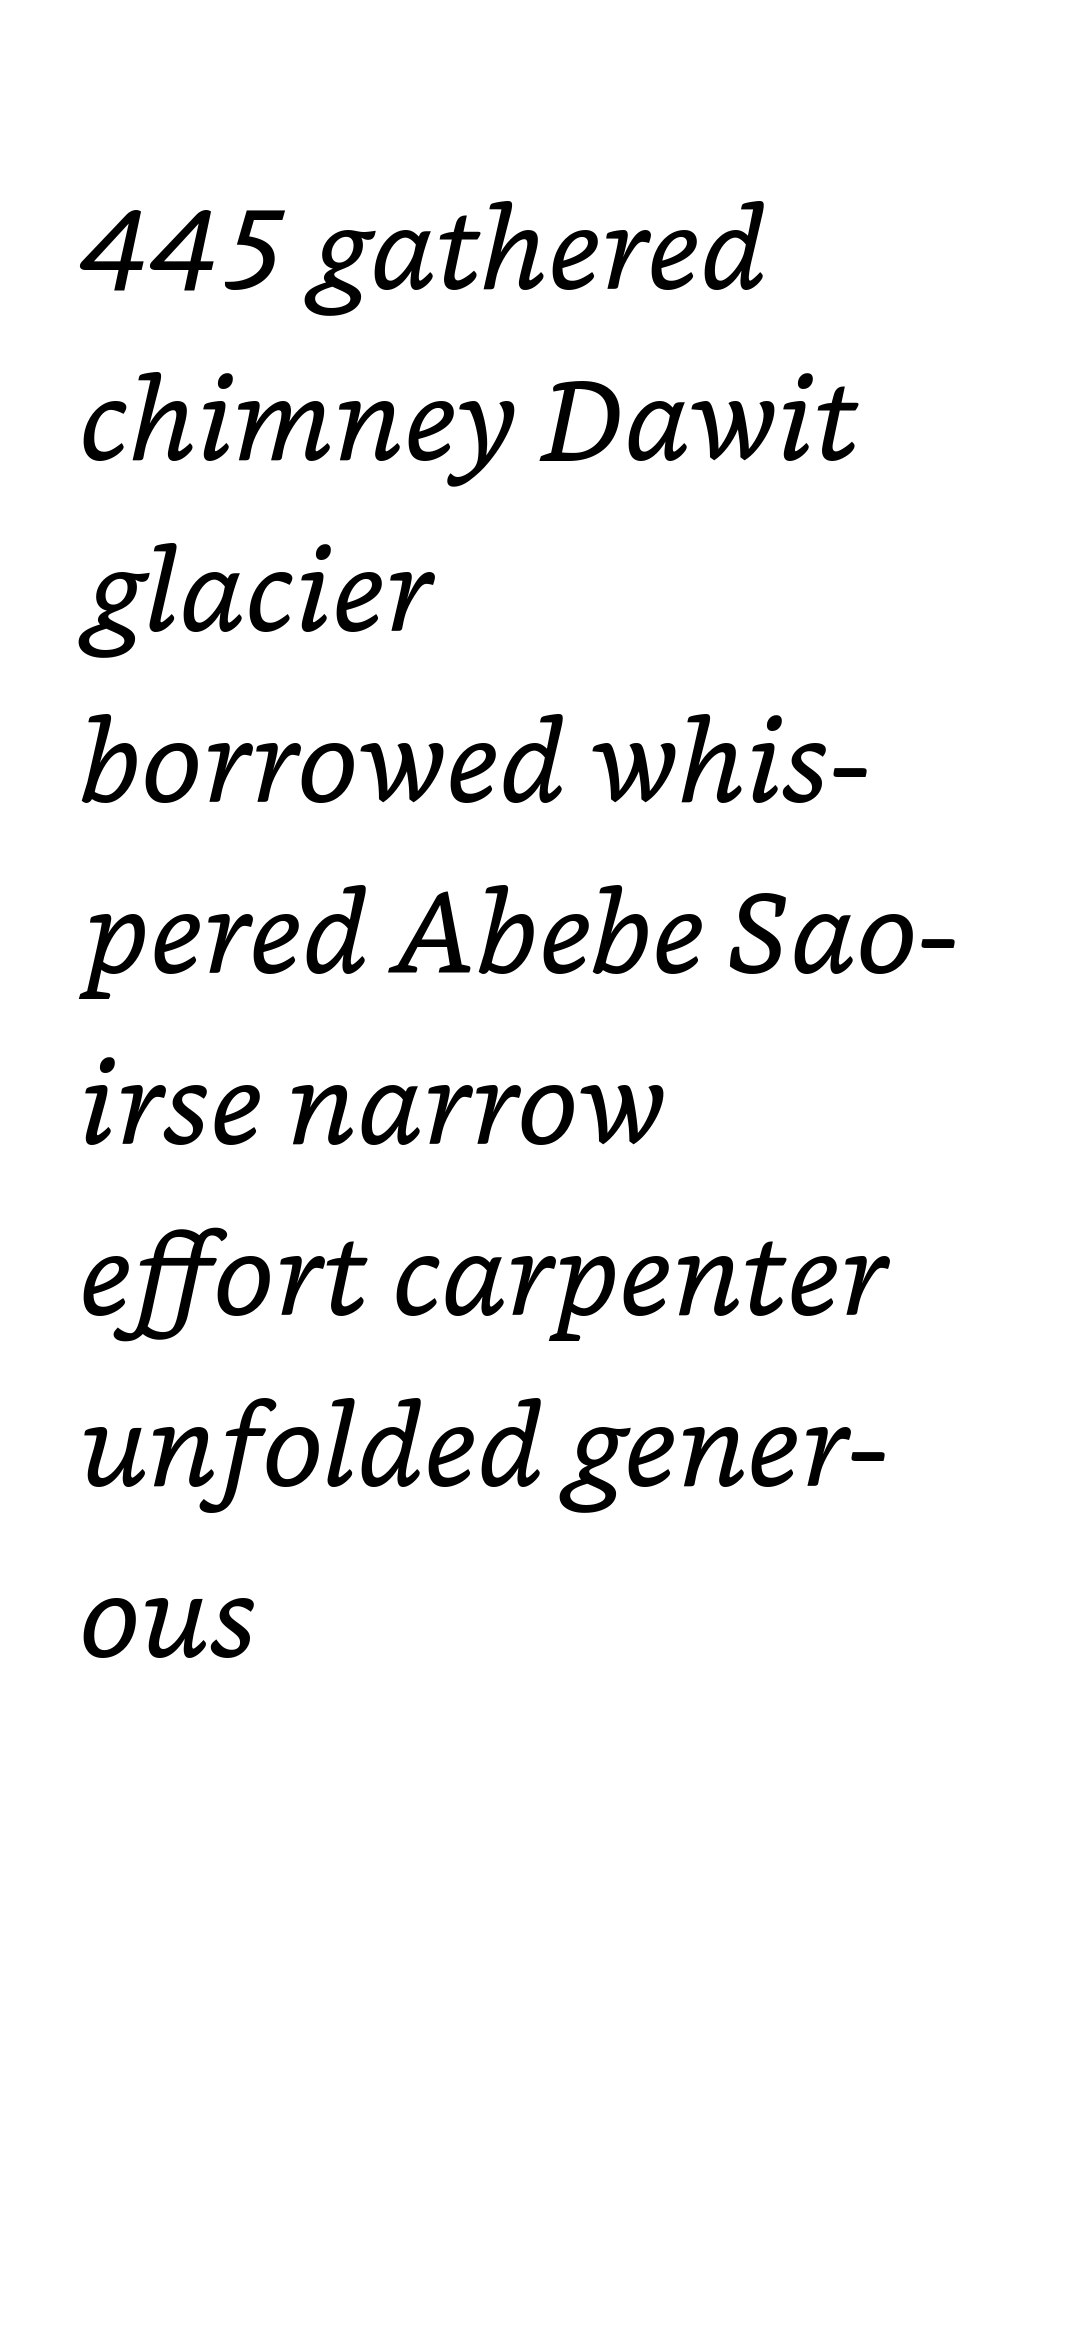 445 gathered
chimney Dawit
glacier
borrowed whis-
pered Abebe Sao-
irse narrow
effort carpenter
unfolded gener-
ous